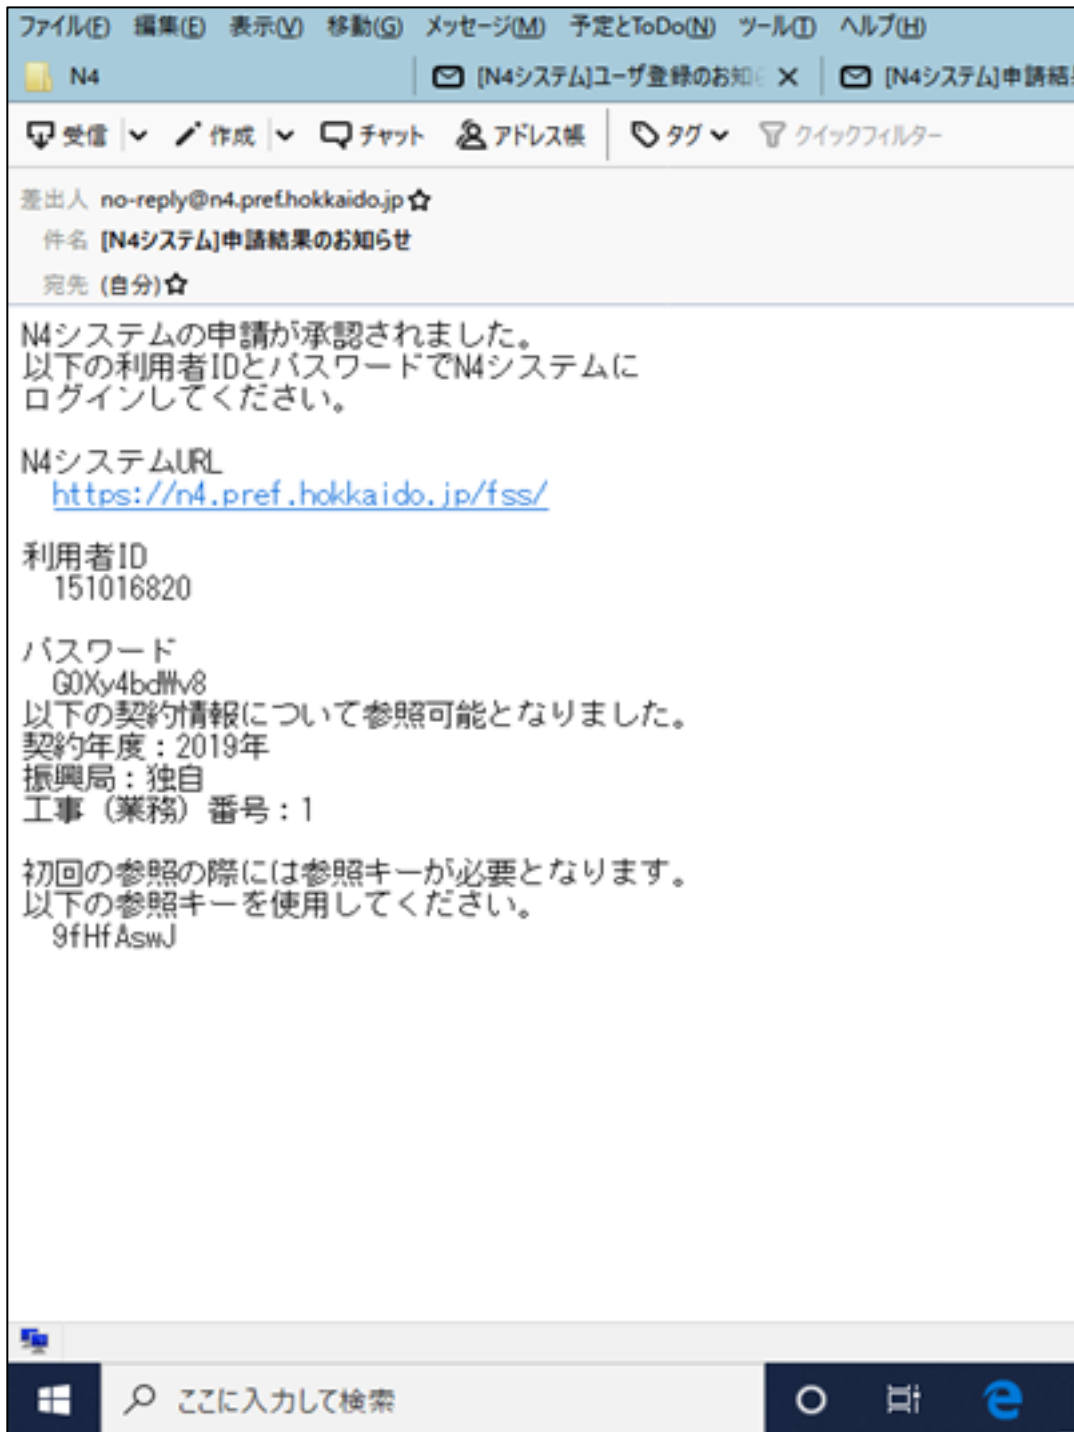 ファイル(F) 編集(E) 表示(V) 移動(G) メッセージ(M) 予定とToDo(N) ツール(T) ヘルプ(H)
N4 [N4システム]ユーザ登録のお知 [N4システム]申請結
受信 作成 チャット アドレス帳 タグ クイックフィルター
差出人 no-reply@n4.pref.hokkaido.jp
件名 [N4システム]申請結果のお知らせ
宛先 (自分)
N4システムの申請が承認されました。
以下の利用者IDとパスワードでN4システムに
ログインしてください。
N4システムURL
https://n4.pref.hokkaido.jp/fss/
利用者ID
151016820
パスワード
以下の契約情報について参照可能となりました。
契約年度：2019年
振興局：独自
工事（業務）番号：1
初回の参照の際には参照キーが必要となります。
以下の参照キーを使用してください。
9fHfAswJ
ここに入力して検索